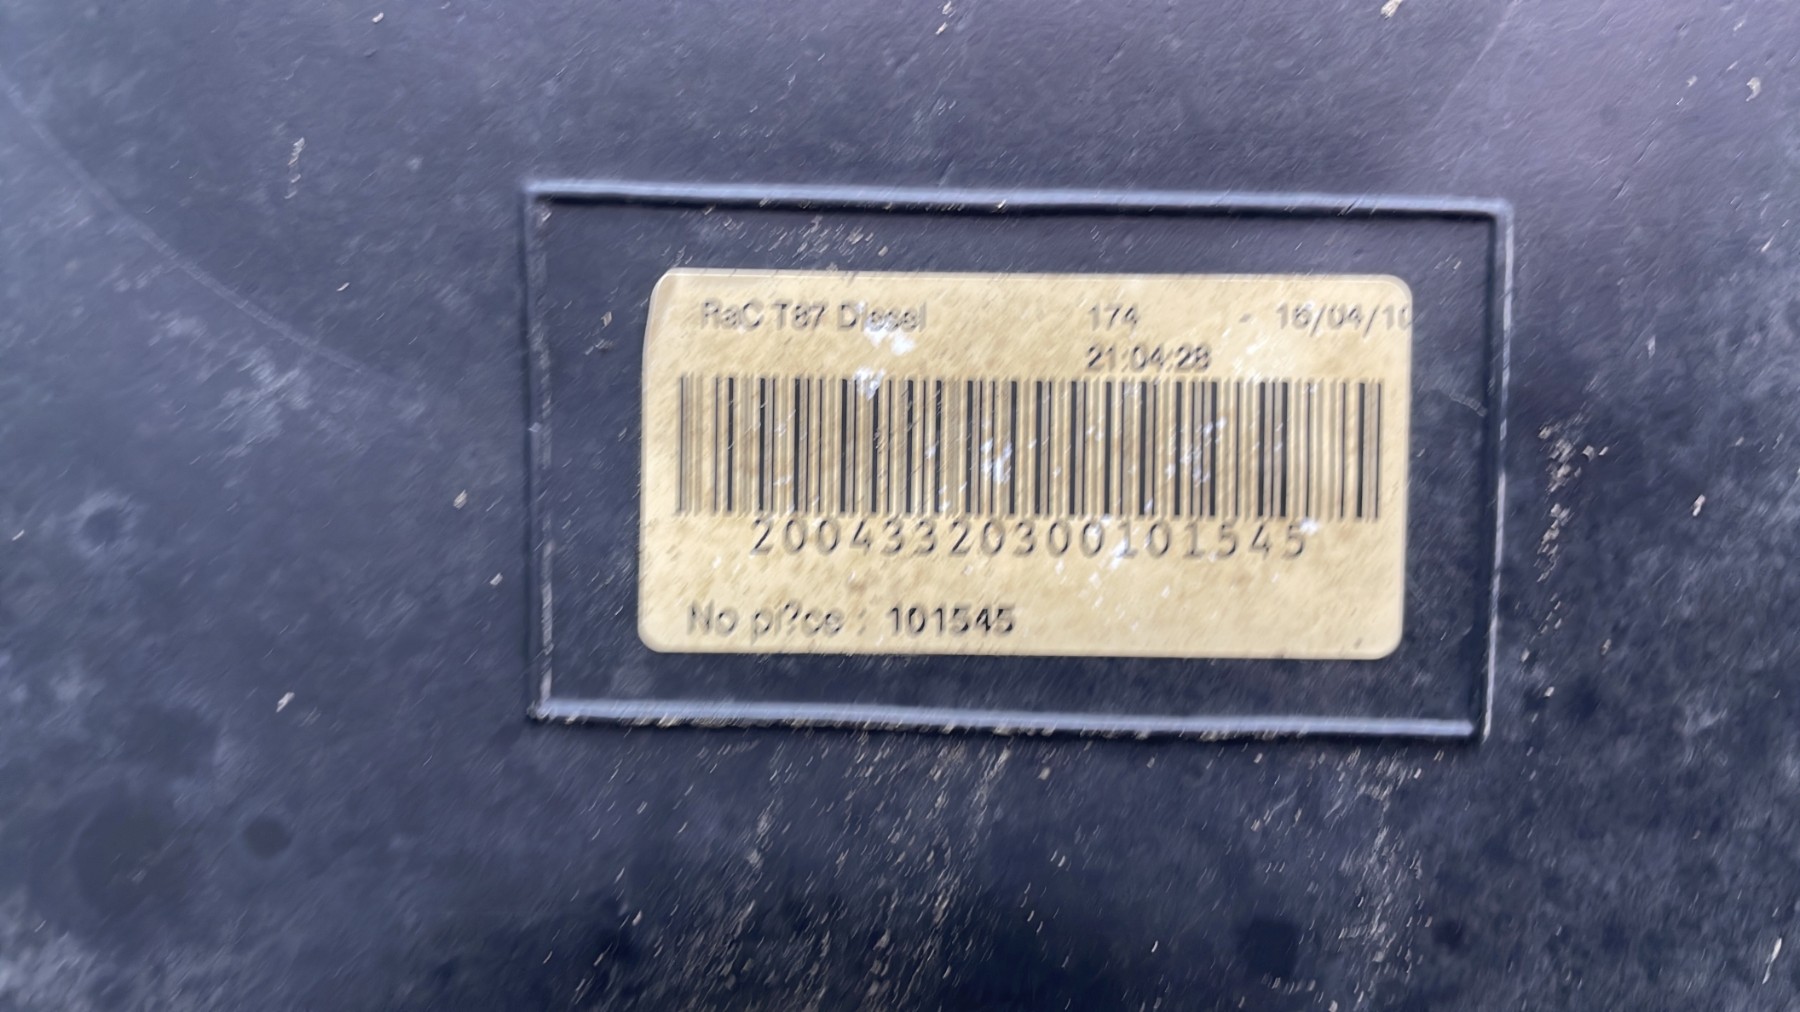 RaC T87 Diesel 174 - 16/04/10
21:04:28
20043320300101545
No pi?ce : 101545